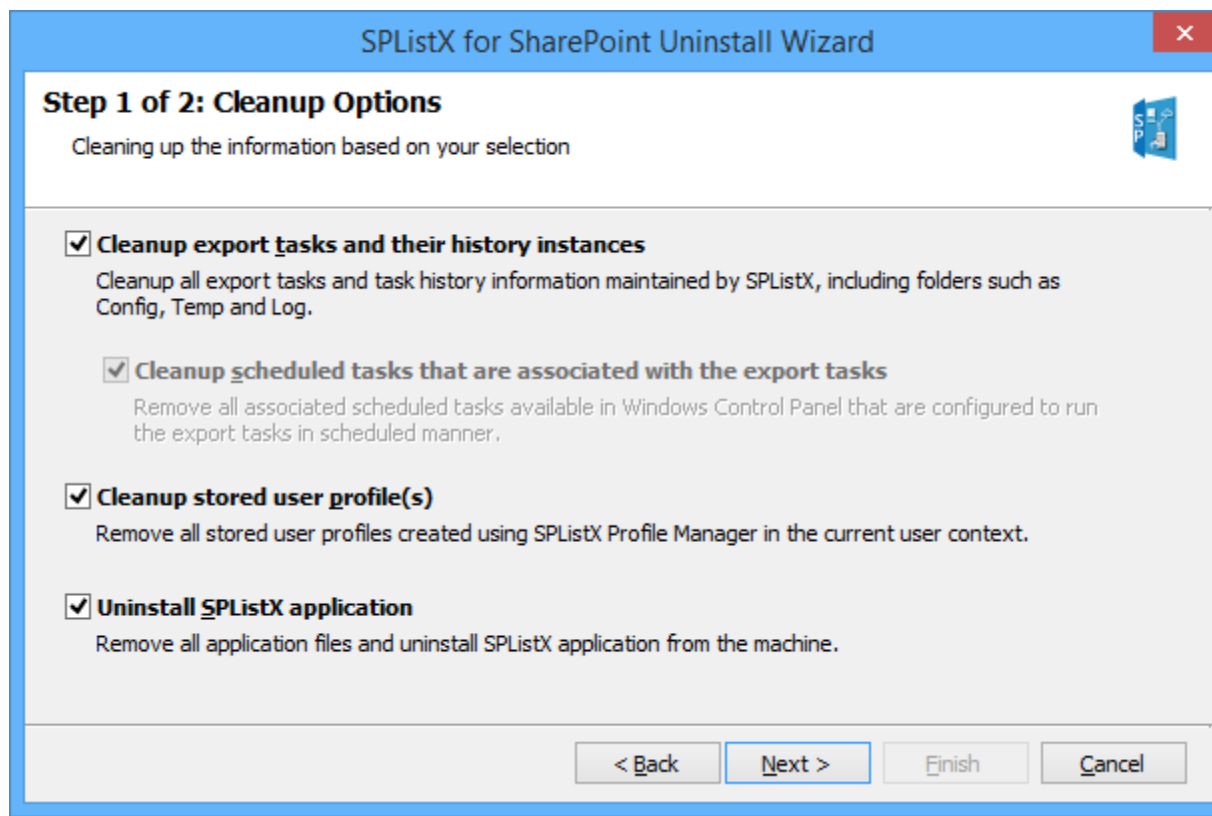 SPListX for SharePoint Uninstall Wizard
Step 1 of 2: Cleanup Options
Cleaning up the information based on your selection
S
P
Cleanup export tasks and their history instances
Cleanup all export tasks and task history information maintained by SPListX, including folders such as
Config, Temp and Log.
Cleanup scheduled tasks that are associated with the export tasks
Remove all associated scheduled tasks available in Windows Control Panel that are configured to run
the export tasks in scheduled manner.
Cleanup stored user profile(s)
Remove all stored user profiles created using SPListX Profile Manager in the current user context.
Uninstall SPListX application
Remove all application files and uninstall SPListX application from the machine.
< Back Next > Finish Cancel